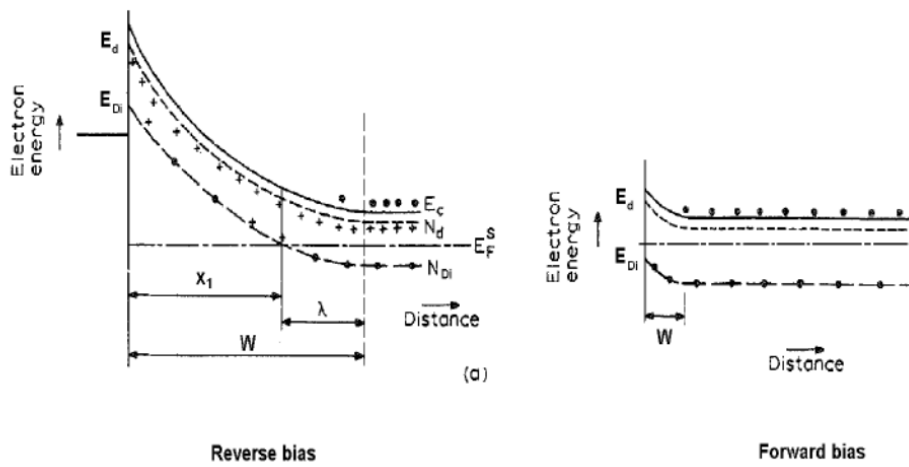 E_d
E_Di
Electron
energy
E_c
N_d
E_F^S
N_Di
x_1
λ
W
Distance
(a)
Reverse bias
E_d
E_Di
Electron
energy
W
Distance
Forward bias